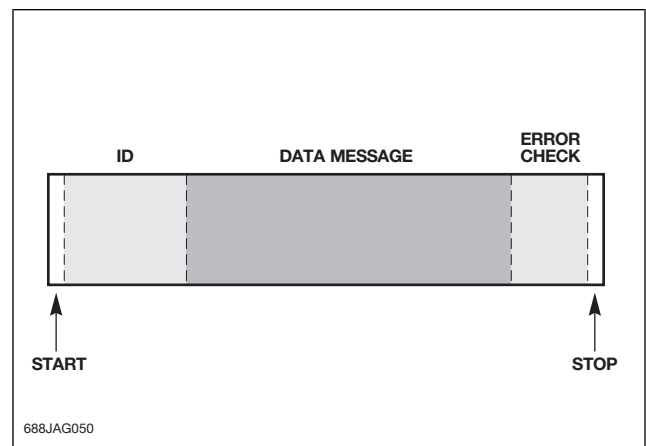 ERROR
ID DATA MESSAGE CHECK
START STOP
688JAG050